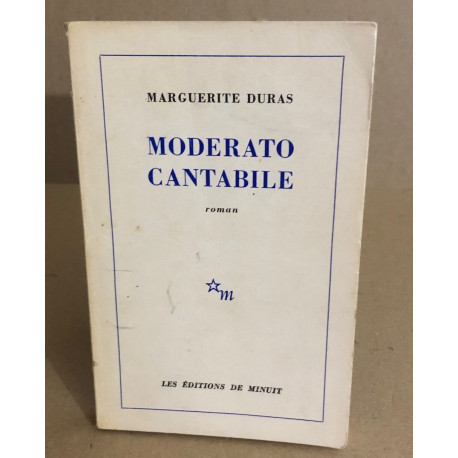 MARGUERITE DURAS
MODERATO
CANTABILE
roman
m
LES ÉDITIONS DE MINUIT